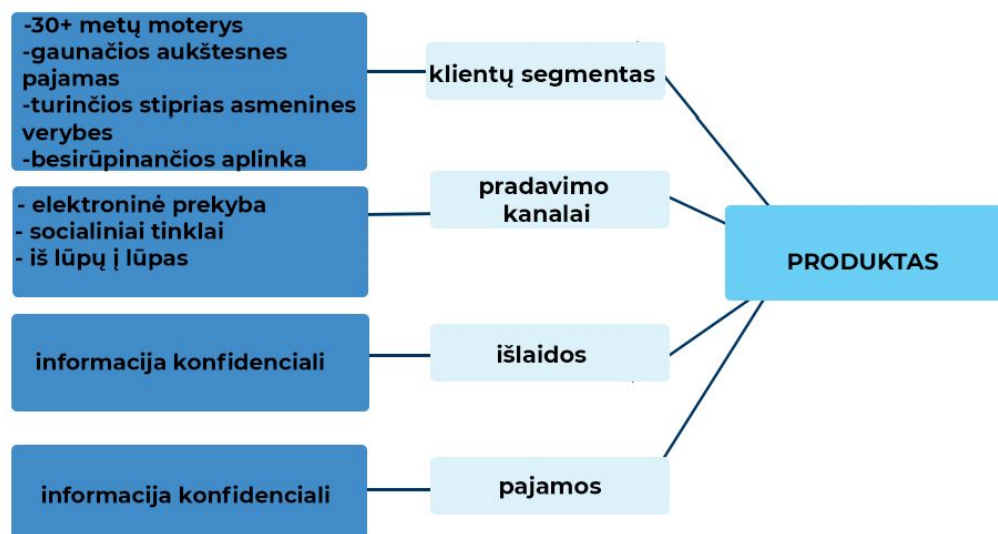 -30+ metų moterys
-gaunačios aukštesnes
pajamas
-turinčios stiprias asmenines
verybes
-besirūpinančios aplinka
klientų segmentas
- elektroninė prekyba
- socialiniai tinklai
- iš lūpų į lūpas
pradavimo
kanalai
PRODUKTAS
informacija konfidenciali
išlaidos
informacija konfidenciali
pajamos